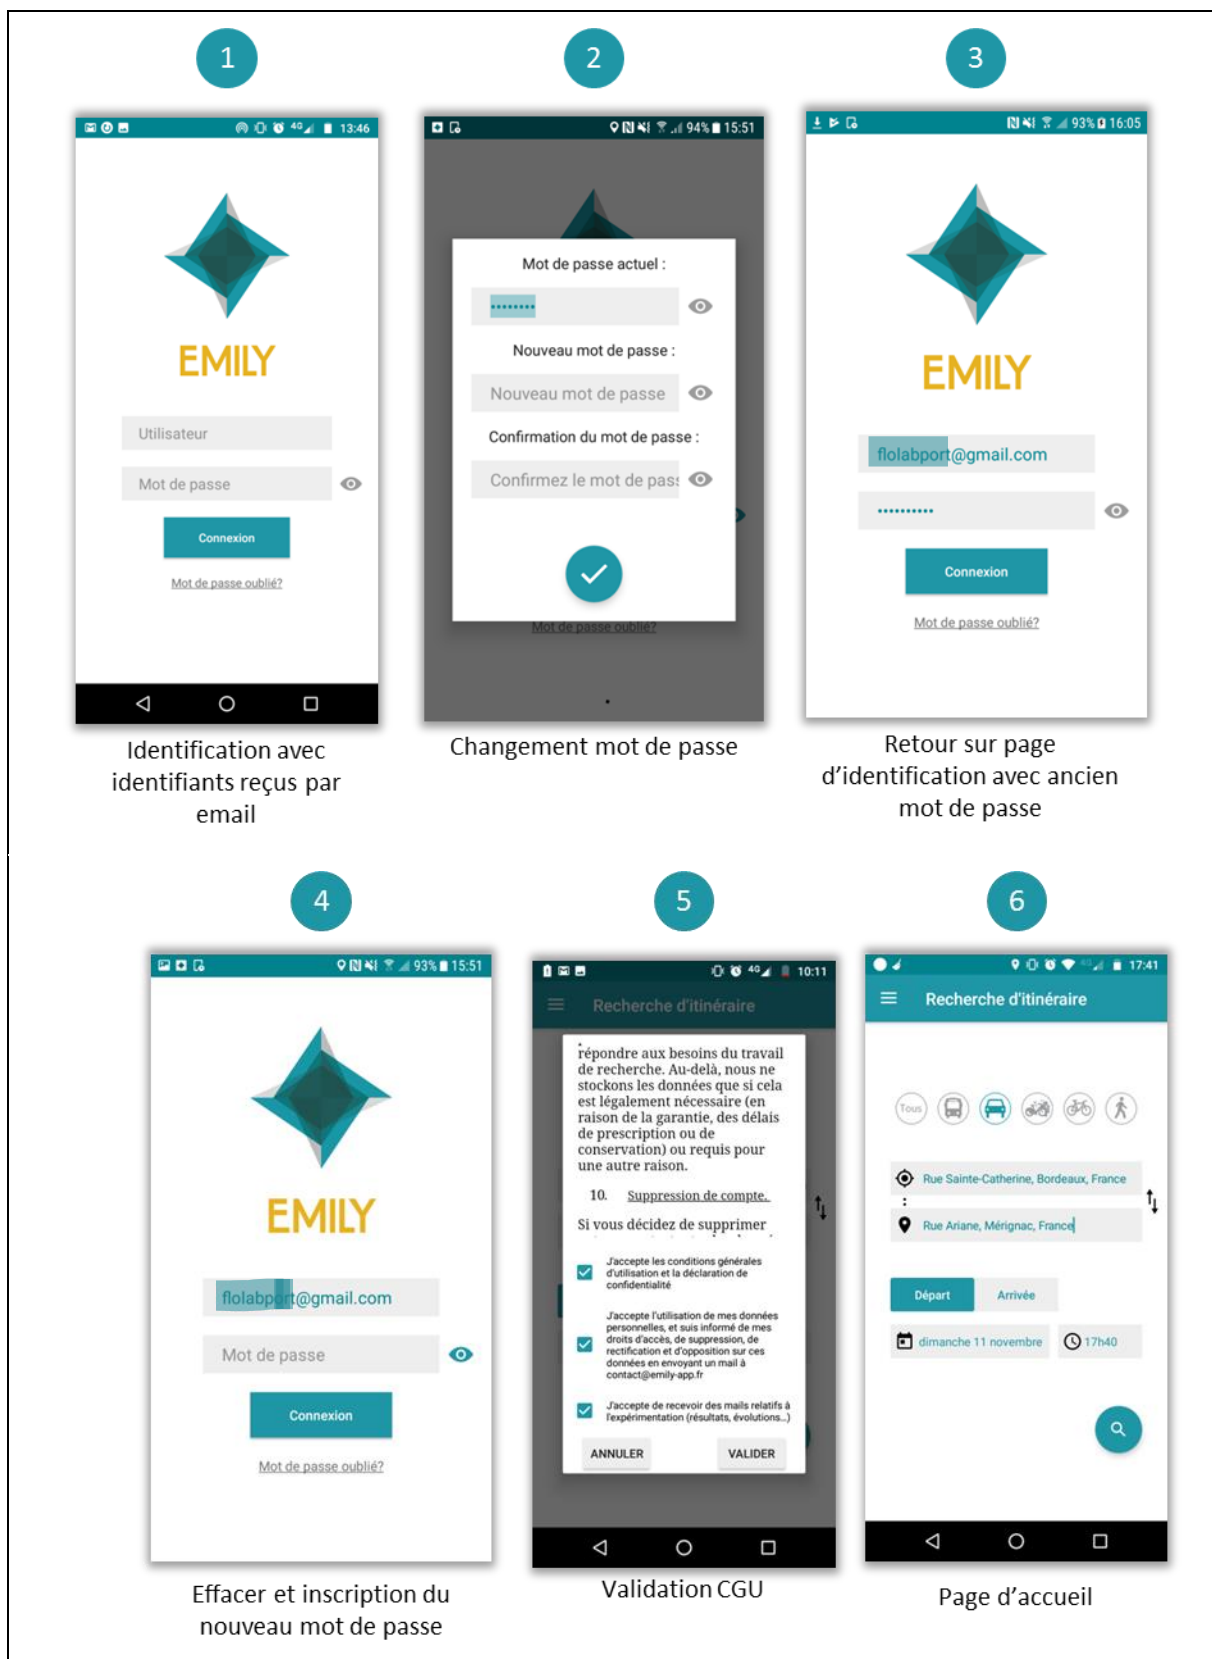 1
2
3
4G 13:46
94% 15:51
93% 16:05
EMILY
Utilisateur
Mot de passe
Connexion
Mot de passe oublié?
Mot de passe actuel :
••••••••
Nouveau mot de passe :
Nouveau mot de passe
Confirmation du mot de passe :
Confirmez le mot de pass
Mot de passe oublié?
EMILY
flolabport@gmail.com
••••••••••
Connexion
Mot de passe oublié?
Identification avec
identifiants reçus par
email
Changement mot de passe
Retour sur page
d'identification avec ancien
mot de passe
4
5
6
93% 15:51
4G 10:11
4G 17:41
EMILY
flolabport@gmail.com
Mot de passe
Connexion
Mot de passe oublié?
Recherche d'itinéraire
répondre aux besoins du travail
de recherche. Au-delà, nous ne
stockons les données que si cela
est légalement nécessaire (en
raison de la garantie, des délais
de prescription ou de
conservation) ou requis pour
une autre raison.
10. Suppression de compte.
Si vous décidez de supprimer
J'accepte les conditions générales
d'utilisation et la déclaration de
confidentialité
J'accepte l'utilisation de mes données
personnelles, et suis informé de mes
droits d'accès, de suppression, de
rectification et d'opposition sur ces
données en envoyant un mail à
contact@emily-app.fr
J'accepte de recevoir des mails relatifs à
l'expérimentation (résultats, évolutions...)
ANNULER VALIDER
Recherche d'itinéraire
Tous
Rue Sainte-Catherine, Bordeaux, France
Rue Ariane, Mérignac, France
Départ Arrivée
dimanche 11 novembre 17h40
Effacer et inscription du
nouveau mot de passe
Validation CGU
Page d'accueil